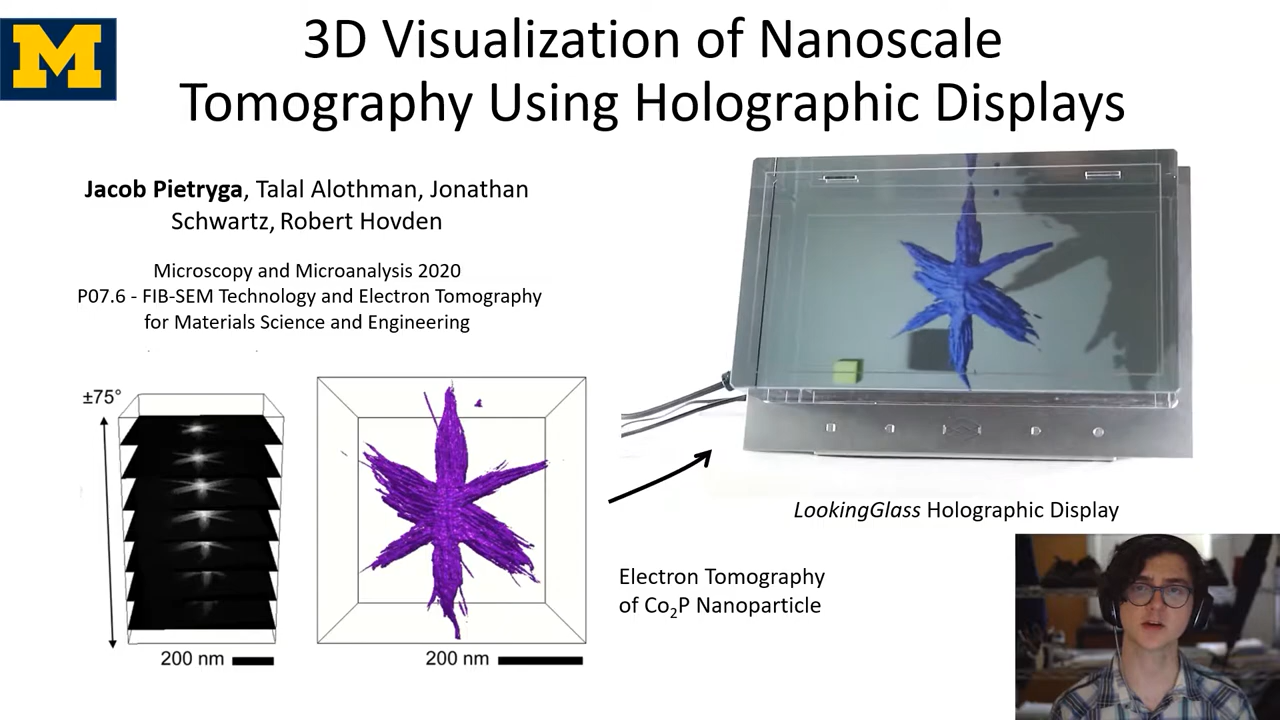 M
3D Visualization of Nanoscale
Tomography Using Holographic Displays
Jacob Pietryga, Talal Alothman, Jonathan
Schwartz, Robert Hovden
Microscopy and Microanalysis 2020
P07.6 - FIB-SEM Technology and Electron Tomography
for Materials Science and Engineering
±75°
200 nm
200 nm
LookingGlass Holographic Display
Electron Tomography
of Co₂P Nanoparticle